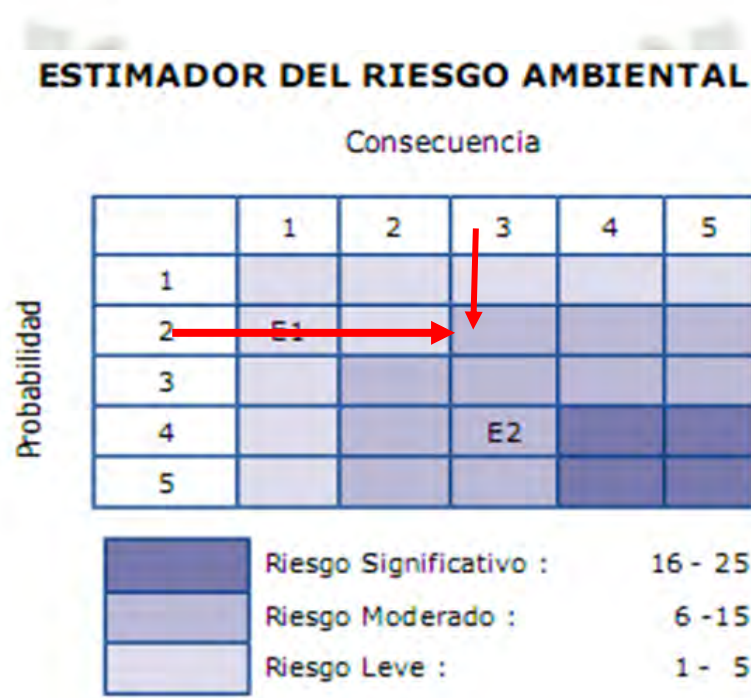 ESTIMADOR DEL RIESGO AMBIENTAL
Consecuencia
Probabilidad
1 2 3 4 5
1
2 E1
3
4 E2
5
Riesgo Significativo : 16 - 25
Riesgo Moderado : 6 -15
Riesgo Leve : 1 - 5